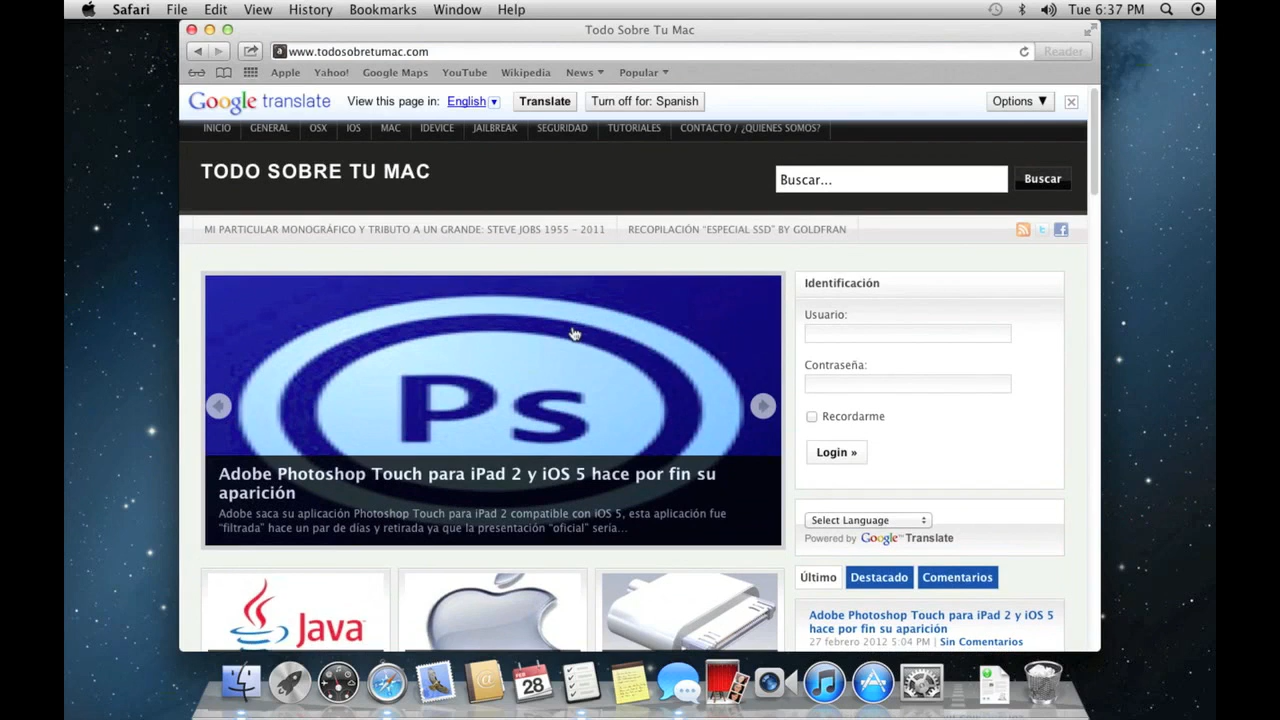 Safari File Edit View History Bookmarks Window Help Tue 6:37 PM
Todo Sobre Tu Mac
www.todosobretumac.com Reader
Apple Yahoo! Google Maps YouTube Wikipedia News Popular
Google translate View this page in: English Translate Turn off for: Spanish Options ▼
INICIO GENERAL OSX IOS MAC IDEVICE JAILBREAK SEGURIDAD TUTORIALES CONTACTO / ¿QUIENES SOMOS?
TODO SOBRE TU MAC
Buscar... Buscar
MI PARTICULAR MONOGRÁFICO Y TRIBUTO A UN GRANDE: STEVE JOBS 1955 – 2011 RECOPILACIÓN "ESPECIAL SSD" BY GOLDFRAN
Ps
Adobe Photoshop Touch para iPad 2 y iOS 5 hace por fin su
aparición
Adobe saca su aplicación Photoshop Touch para iPad 2 compatible con iOS 5, esta aplicación fue
"filtrada" hace un par de días y retirada ya que la presentación "oficial" sería...
Identificación
Usuario:
Contraseña:
Recordarme
Login »
Select Language
Powered by Google™ Translate
Último Destacado Comentarios
Adobe Photoshop Touch para iPad 2 y iOS 5
hace por fin su aparición
27 febrero 2012 5:04 PM | Sin Comentarios
Java
FEB
28